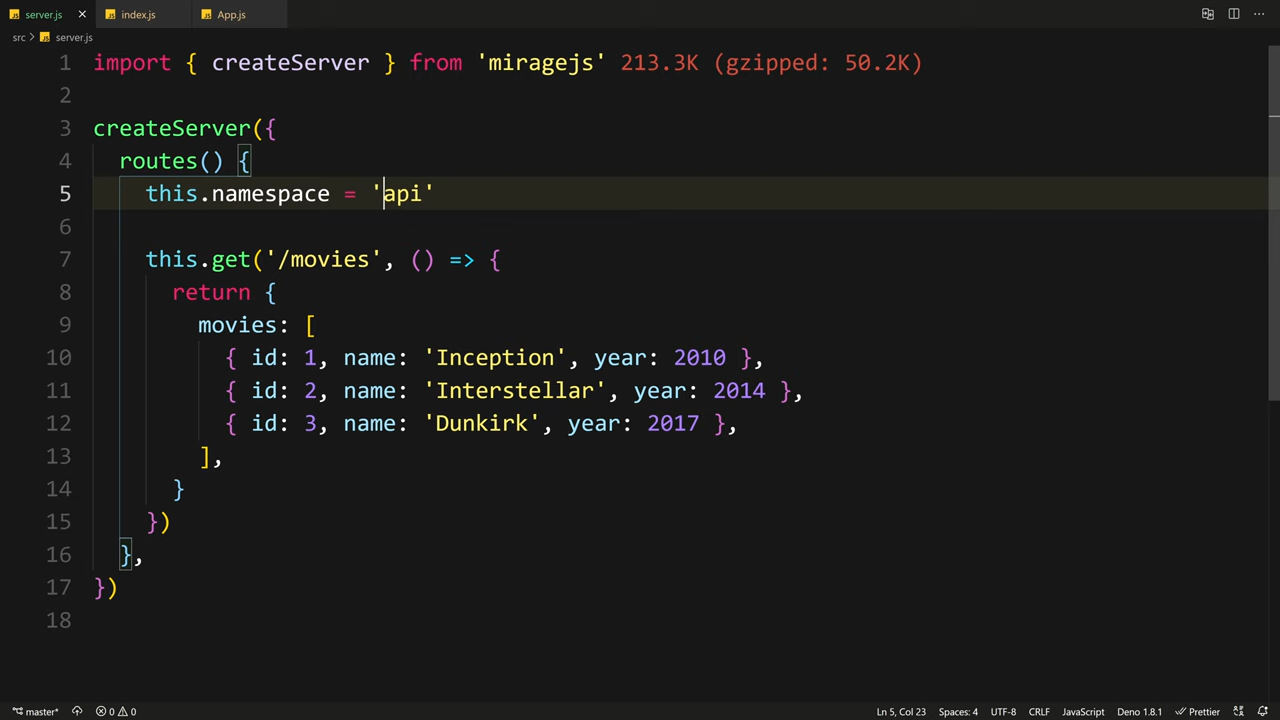 server.js
index.js
App.js
src
server.js
1 import { createServer } from 'miragejs' 213.3K (gzipped: 50.2K)
2
3 createServer({
4 routes() {
5 this.namespace = 'api'
6
7 this.get('/movies', () => {
8 return {
9 movies: [
10 { id: 1, name: 'Inception', year: 2010 },
11 { id: 2, name: 'Interstellar', year: 2014 },
12 { id: 3, name: 'Dunkirk', year: 2017 },
13 ],
14 }
15 })
16 },
17 })
18
master* 0 0 Ln 5, Col 23 Spaces: 4 UTF-8 CRLF JavaScript Deno 1.8.1 Prettier